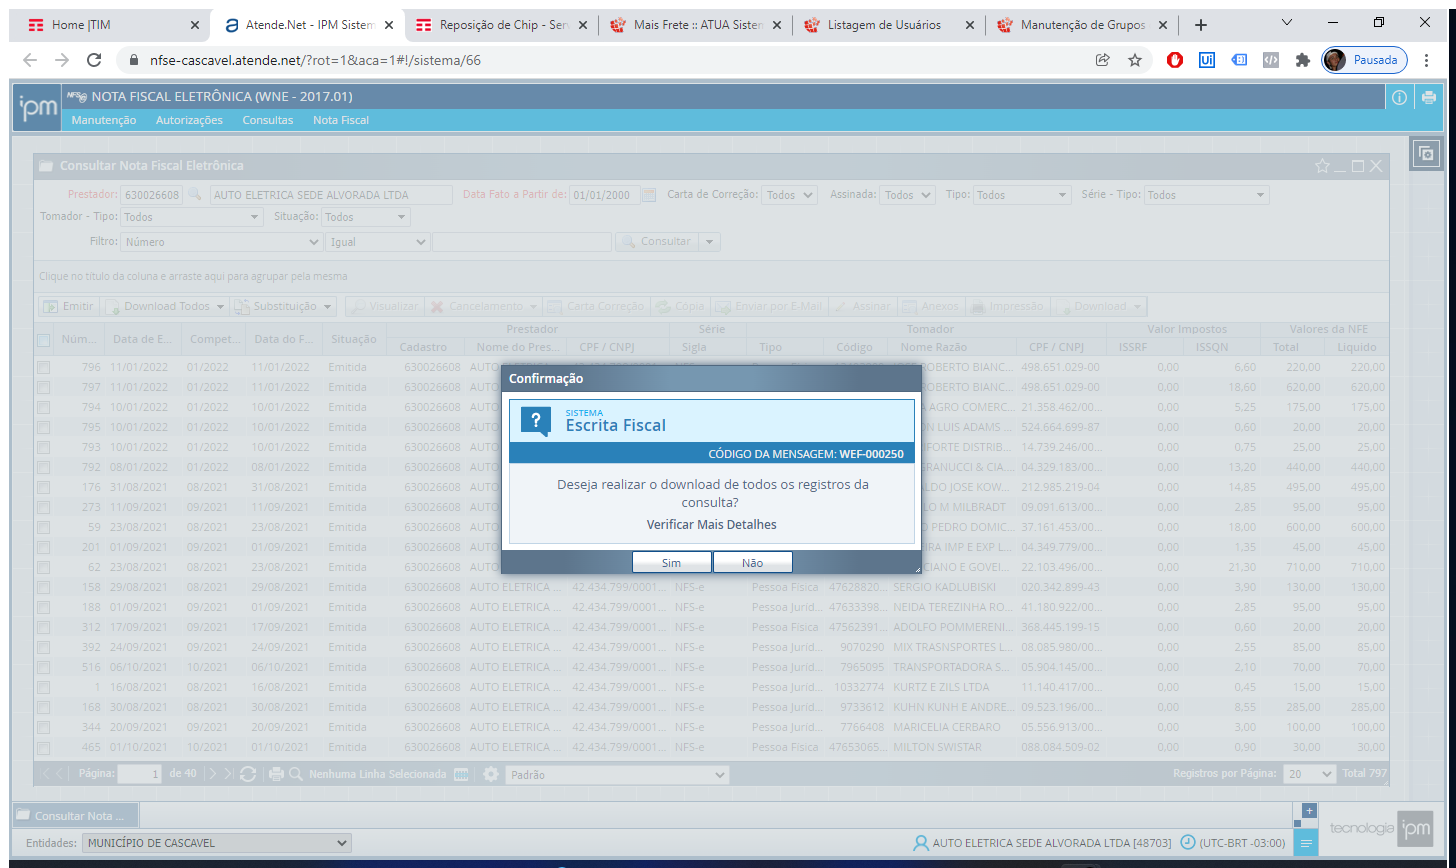 Home |TIM
Atende.Net - IPM Sistem
Reposição de Chip - Ser
Mais Frete :: ATUA Sister
Listagem de Usuários
Manutenção de Grupos
nfse-cascavel.atende.net/?rot=1&aca=1#!/sistema/66
Pausada
ipm
NFSe NOTA FISCAL ELETRÔNICA (WNE - 2017.01)
Manutenção Autorizações Consultas Nota Fiscal
Consultar Nota Fiscal Eletrônica
Prestador: 630026608 AUTO ELETRICA SEDE ALVORADA LTDA Data Fato a Partir de: 01/01/2000 Carta de Correção: Todos Assinada: Todos Tipo: Todos Série - Tipo: Todos
Tomador - Tipo: Todos Situação: Todos
Filtro: Número Igual Consultar
Clique no título da coluna e arraste aqui para agrupar pela mesma
Emitir Download Todos Substituição Visualizar Cancelamento Carta Correção Cópia Enviar por E-Mail Assinar Anexos Impressão Download
Prestador Série Tomador Valor Impostos Valores da NFE
Núm... Data de E... Compet... Data do F... Situação Cadastro Nome do Pres... CPF / CNPJ Sigla Tipo Código Nome Razão CPF / CNPJ ISSRF ISSQN Total Líquido
796 11/01/2022 01/2022 11/01/2022 Emitida 630026608 ROBERTO BIANC... 498.651.029-00 0,00 6,60 220,00 220,00
797 11/01/2022 01/2022 11/01/2022 Emitida 630026608 AUTO ROBERTO BIANC... 498.651.029-00 0,00 18,60 620,00 620,00
794 10/01/2022 01/2022 10/01/2022 Emitida 630026608 AUTO AGRO COMERC... 21.358.462/00... 0,00 5,25 175,00 175,00
795 10/01/2022 01/2022 10/01/2022 Emitida 630026608 AUTO N LUIS ADAMS ... 524.664.699-87 0,00 0,60 20,00 20,00
793 10/01/2022 01/2022 10/01/2022 Emitida 630026608 AUTO FORTE DISTRIB... 14.739.246/00... 0,00 0,75 25,00 25,00
792 08/01/2022 01/2022 08/01/2022 Emitida 630026608 AUTO GRANUCCI & CIA... 04.329.183/00... 0,00 13,20 440,00 440,00
176 31/08/2021 08/2021 31/08/2021 Emitida 630026608 AUTO LDO JOSE KOW... 212.985.219-04 0,00 14,85 495,00 495,00
273 11/09/2021 09/2021 11/09/2021 Emitida 630026608 AUTO LO M MILBRADT 09.091.613/00... 0,00 2,85 95,00 95,00
59 23/08/2021 08/2021 23/08/2021 Emitida 630026608 AUTO PEDRO DOMIC... 37.161.453/00... 0,00 18,00 600,00 600,00
201 01/09/2021 09/2021 01/09/2021 Emitida 630026608 AUTO IRA IMP E EXP L... 04.349.779/00... 0,00 1,35 45,00 45,00
62 23/08/2021 08/2021 23/08/2021 Emitida 630026608 AUTO CIANO E GOVEI... 22.103.496/00... 0,00 21,30 710,00 710,00
158 29/08/2021 08/2021 29/08/2021 Emitida 630026608 AUTO ELETRICA ... 42.434.799/0001... NFS-e Pessoa Física 47628820... SERGIO KADLUBISKI 020.342.899-43 0,00 3,90 130,00 130,00
188 01/09/2021 09/2021 01/09/2021 Emitida 630026608 AUTO ELETRICA ... 42.434.799/0001... NFS-e Pessoa Juríd... 47633398... NEIDA TEREZINHA RO... 41.180.922/00... 0,00 2,85 95,00 95,00
312 17/09/2021 09/2021 17/09/2021 Emitida 630026608 AUTO ELETRICA ... 42.434.799/0001... NFS-e Pessoa Física 47562391... ADOLFO POMMERENI... 368.445.199-15 0,00 0,60 20,00 20,00
392 24/09/2021 09/2021 24/09/2021 Emitida 630026608 AUTO ELETRICA ... 42.434.799/0001... NFS-e Pessoa Juríd... 9070290 MIX TRASNSPORTES L... 08.085.980/00... 0,00 2,55 85,00 85,00
516 06/10/2021 10/2021 06/10/2021 Emitida 630026608 AUTO ELETRICA ... 42.434.799/0001... NFS-e Pessoa Juríd... 7965095 TRANSPORTADORA S... 05.904.145/00... 0,00 2,10 70,00 70,00
1 16/08/2021 08/2021 16/08/2021 Emitida 630026608 AUTO ELETRICA ... 42.434.799/0001... NFS-e Pessoa Juríd... 10332774 KURTZ E ZILS LTDA 11.140.417/00... 0,00 0,45 15,00 15,00
168 30/08/2021 08/2021 30/08/2021 Emitida 630026608 AUTO ELETRICA ... 42.434.799/0001... NFS-e Pessoa Juríd... 9733612 KUHN KUNH E ANDRE... 09.523.196/00... 0,00 8,55 285,00 285,00
344 20/09/2021 09/2021 20/09/2021 Emitida 630026608 AUTO ELETRICA ... 42.434.799/0001... NFS-e Pessoa Juríd... 7766408 MARICELIA CERBARO 05.556.913/00... 0,00 3,00 100,00 100,00
465 01/10/2021 10/2021 01/10/2021 Emitida 630026608 AUTO ELETRICA ... 42.434.799/0001... NFS-e Pessoa Física 47653065... MILTON SWISTAR 088.084.509-02 0,00 0,90 30,00 30,00
Confirmação
SISTEMA
Escrita Fiscal
CÓDIGO DA MENSAGEM: WEF-000250
Deseja realizar o download de todos os registros da
consulta?
Verificar Mais Detalhes
Sim Não
Página: 1 de 40 Nenhuma Linha Selecionada Padrão Registros por Página: 20 Total 797
Consultar Nota ...
tecnologia ipm
Entidades: MUNICÍPIO DE CASCAVEL AUTO ELETRICA SEDE ALVORADA LTDA [48703] (UTC-BRT -03:00)